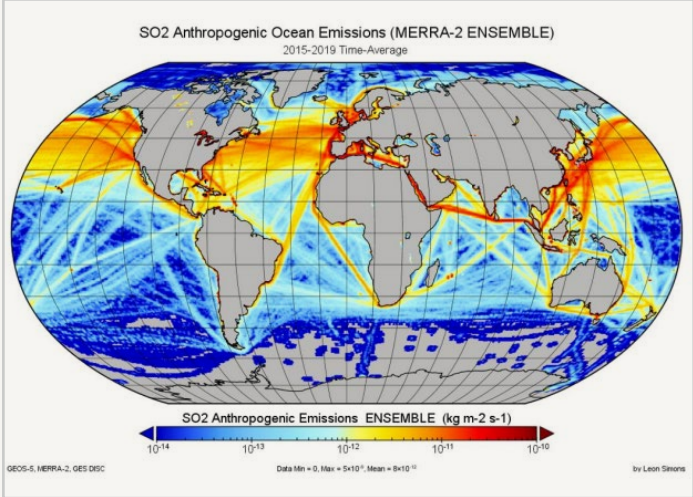 SO2 Anthropogenic Ocean Emissions (MERRA-2 ENSEMBLE)
2015-2019 Time-Average
SO2 Anthropogenic Emissions ENSEMBLE (kg m-2 s-1)
10⁻¹⁴ 10⁻¹³ 10⁻¹² 10⁻¹¹ 10⁻¹⁰
GEOS-5, MERRA-2, GES DISC
Data Min = 0, Max = 5×10⁻⁹, Mean = 8×10⁻¹²
by Leon Simons